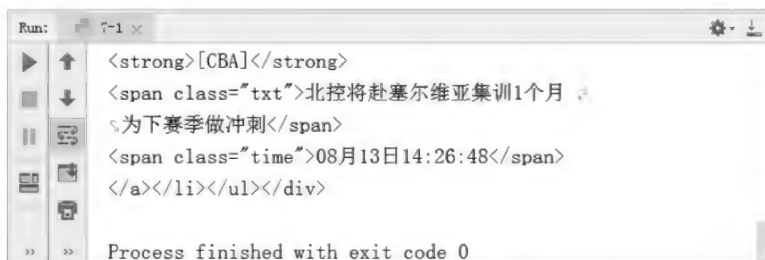 Run: 7-1
<strong>[CBA]</strong>
<span class="txt">北控将赴塞尔维亚集训1个月
为下赛季做冲刺</span>
<span class="time">08月13日14:26:48</span>
</a></li></ul></div>
Process finished with exit code 0